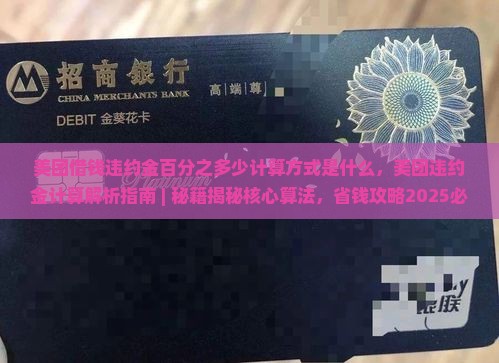 招商银行
CHINA MERCHANTS BANK
高端尊
DEBIT 金葵花卡
美团借钱违约金百分之多少计算方式是什么，美团违约
金计算解析指南 | 秘籍揭秘核心算法，省钱攻略2025必
Platinum
银联